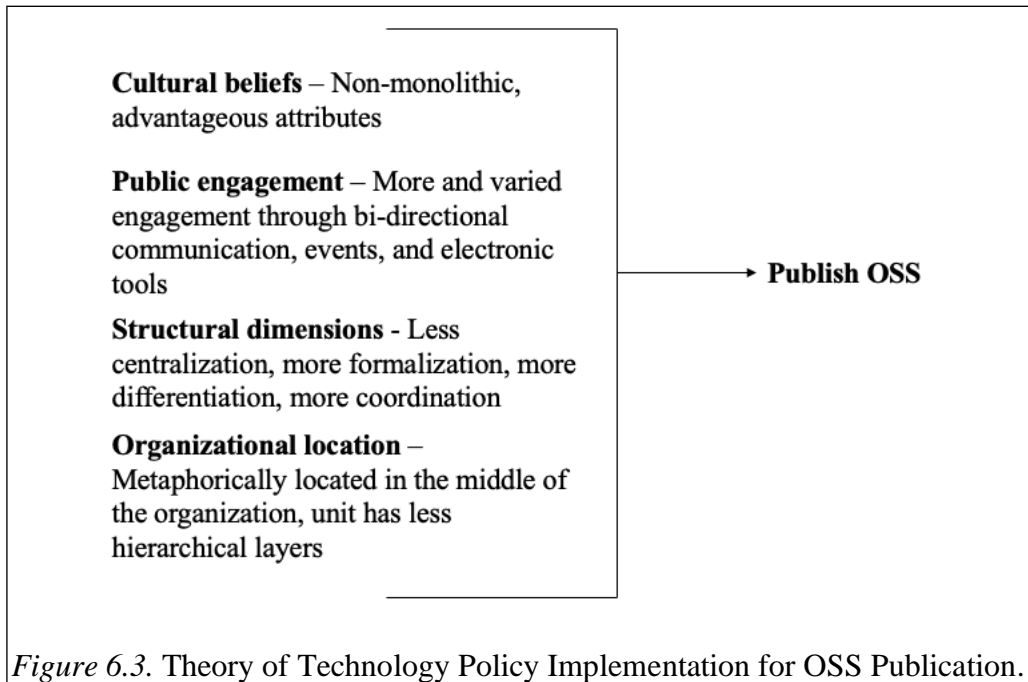 Cultural beliefs – Non-monolithic,
advantageous attributes
Public engagement – More and varied
engagement through bi-directional
communication, events, and electronic
tools
Publish OSS
Structural dimensions - Less
centralization, more formalization, more
differentiation, more coordination
Organizational location –
Metaphorically located in the middle of
the organization, unit has less
hierarchical layers
Figure 6.3. Theory of Technology Policy Implementation for OSS Publication.